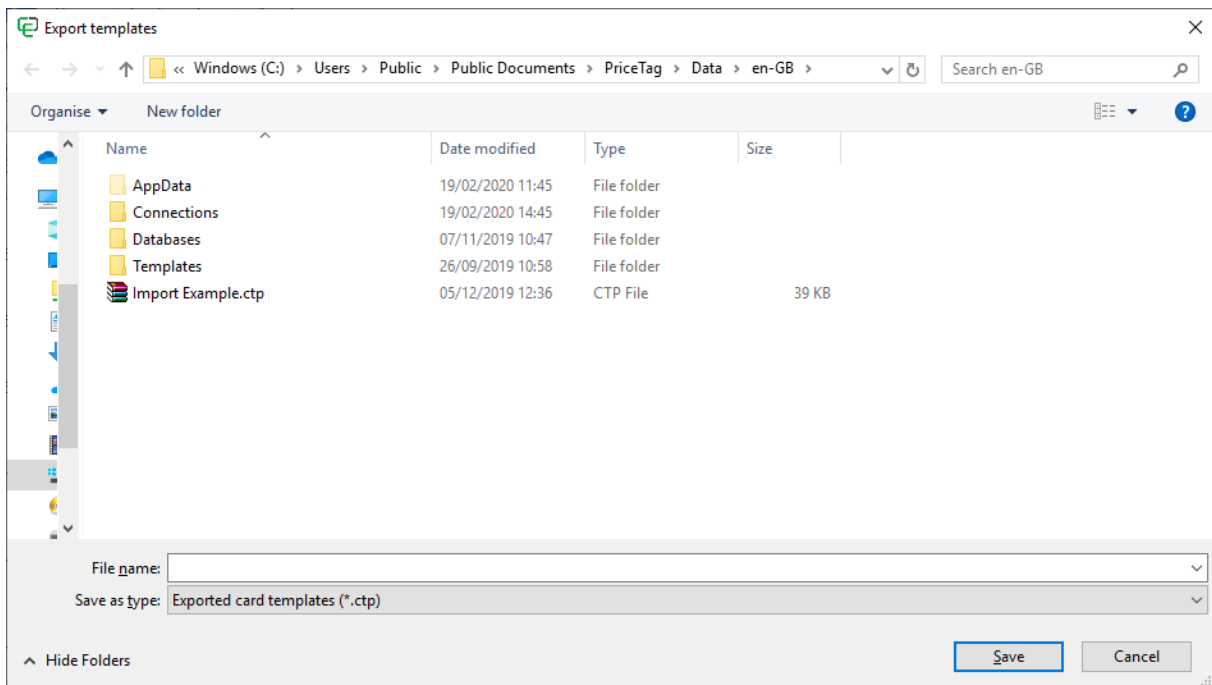 Export templates
« Windows (C:) > Users > Public > Public Documents > PriceTag > Data > en-GB >
Search en-GB
Organise
New folder
Name Date modified Type Size
AppData 19/02/2020 11:45 File folder
Connections 19/02/2020 14:45 File folder
Databases 07/11/2019 10:47 File folder
Templates 26/09/2019 10:58 File folder
Import Example.ctp 05/12/2019 12:36 CTP File 39 KB
File name:
Save as type: Exported card templates (*.ctp)
Hide Folders
Save
Cancel